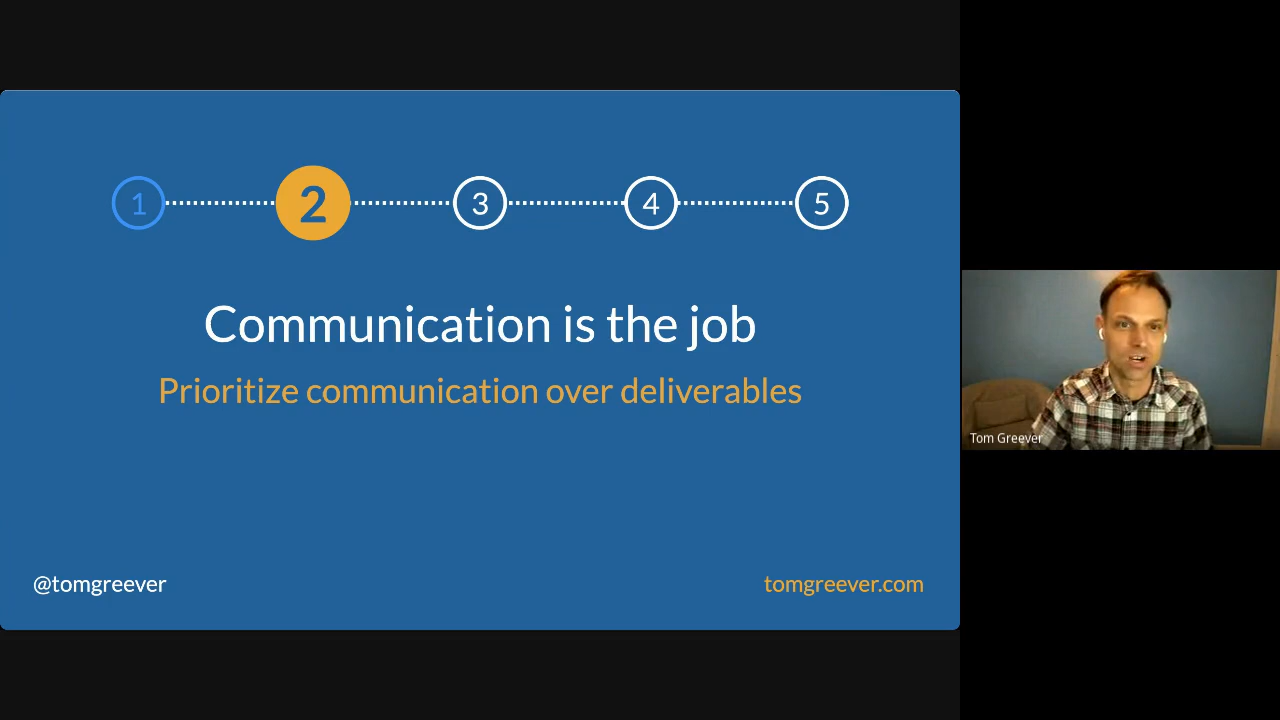 1 2 3 4 5
Communication is the job
Prioritize communication over deliverables
@tomgreever
tomgreever.com
Tom Greever